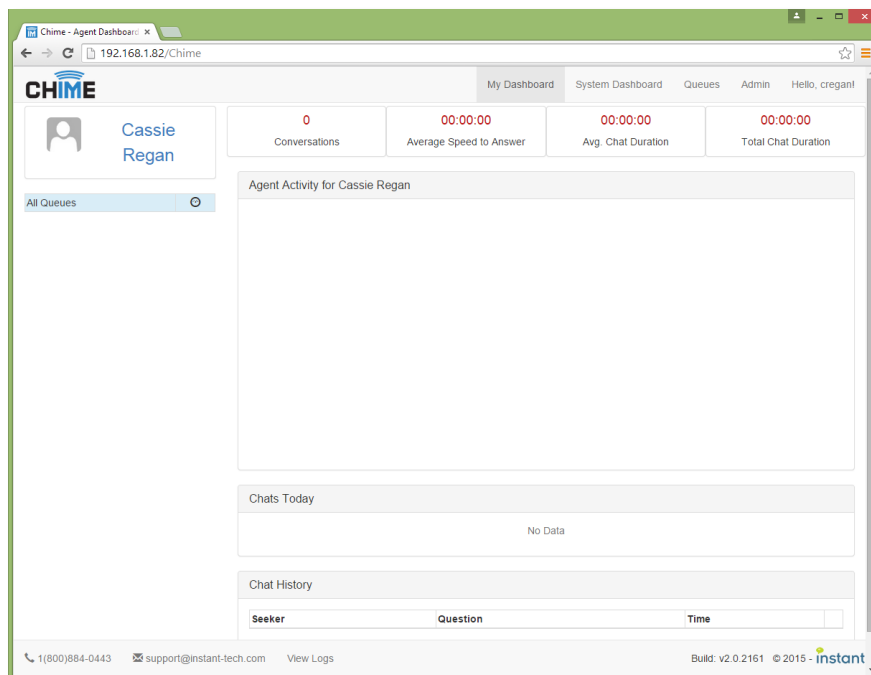 Chime - Agent Dashboard
192.168.1.82/Chime
CHIME
My Dashboard System Dashboard Queues Admin Hello, cregan!
Cassie
Regan
0 00:00:00 00:00:00 00:00:00
Conversations Average Speed to Answer Avg. Chat Duration Total Chat Duration
All Queues
Agent Activity for Cassie Regan
Chats Today
No Data
Chat History
Seeker Question Time
1(800)884-0443 support@instant-tech.com View Logs Build: v2.0.2161 © 2015 - instant